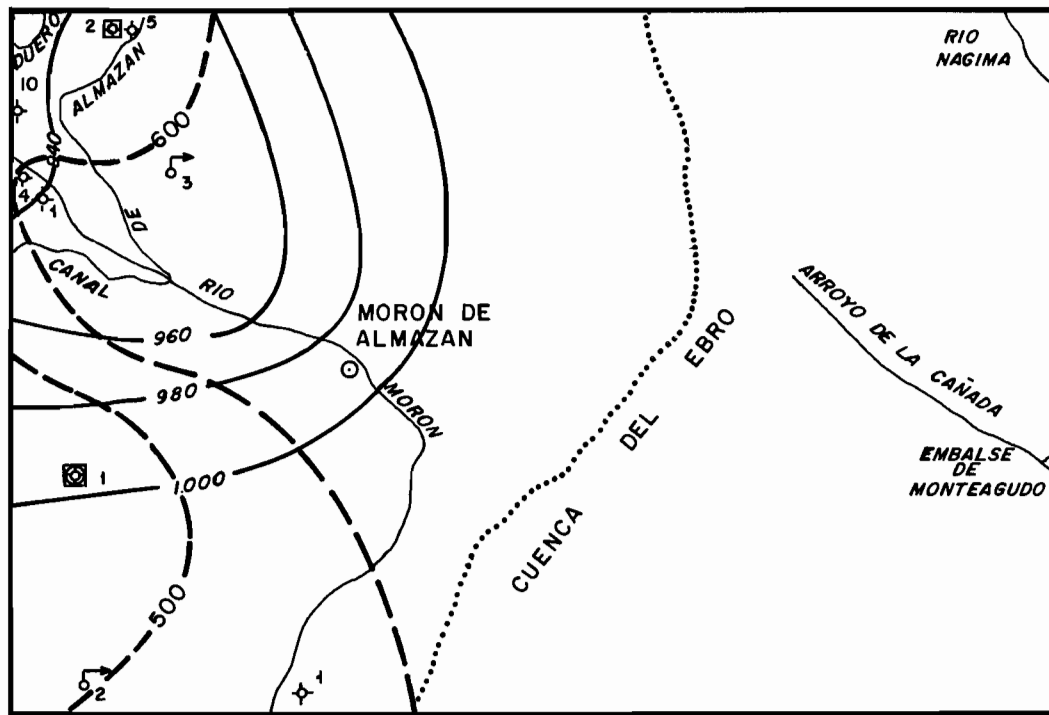 2
5
DUERO
10
ALMAZAN
940
600
3
4
1
DE
CANAL
RIO
960
MORON DE
ALMAZAN
980
MORON
1
1.000
500
2
1
CUENCA DEL EBRO
RIO
NAGIMA
ARROYO DE LA CAÑADA
EMBALSE
DE
MONTEAGUDO